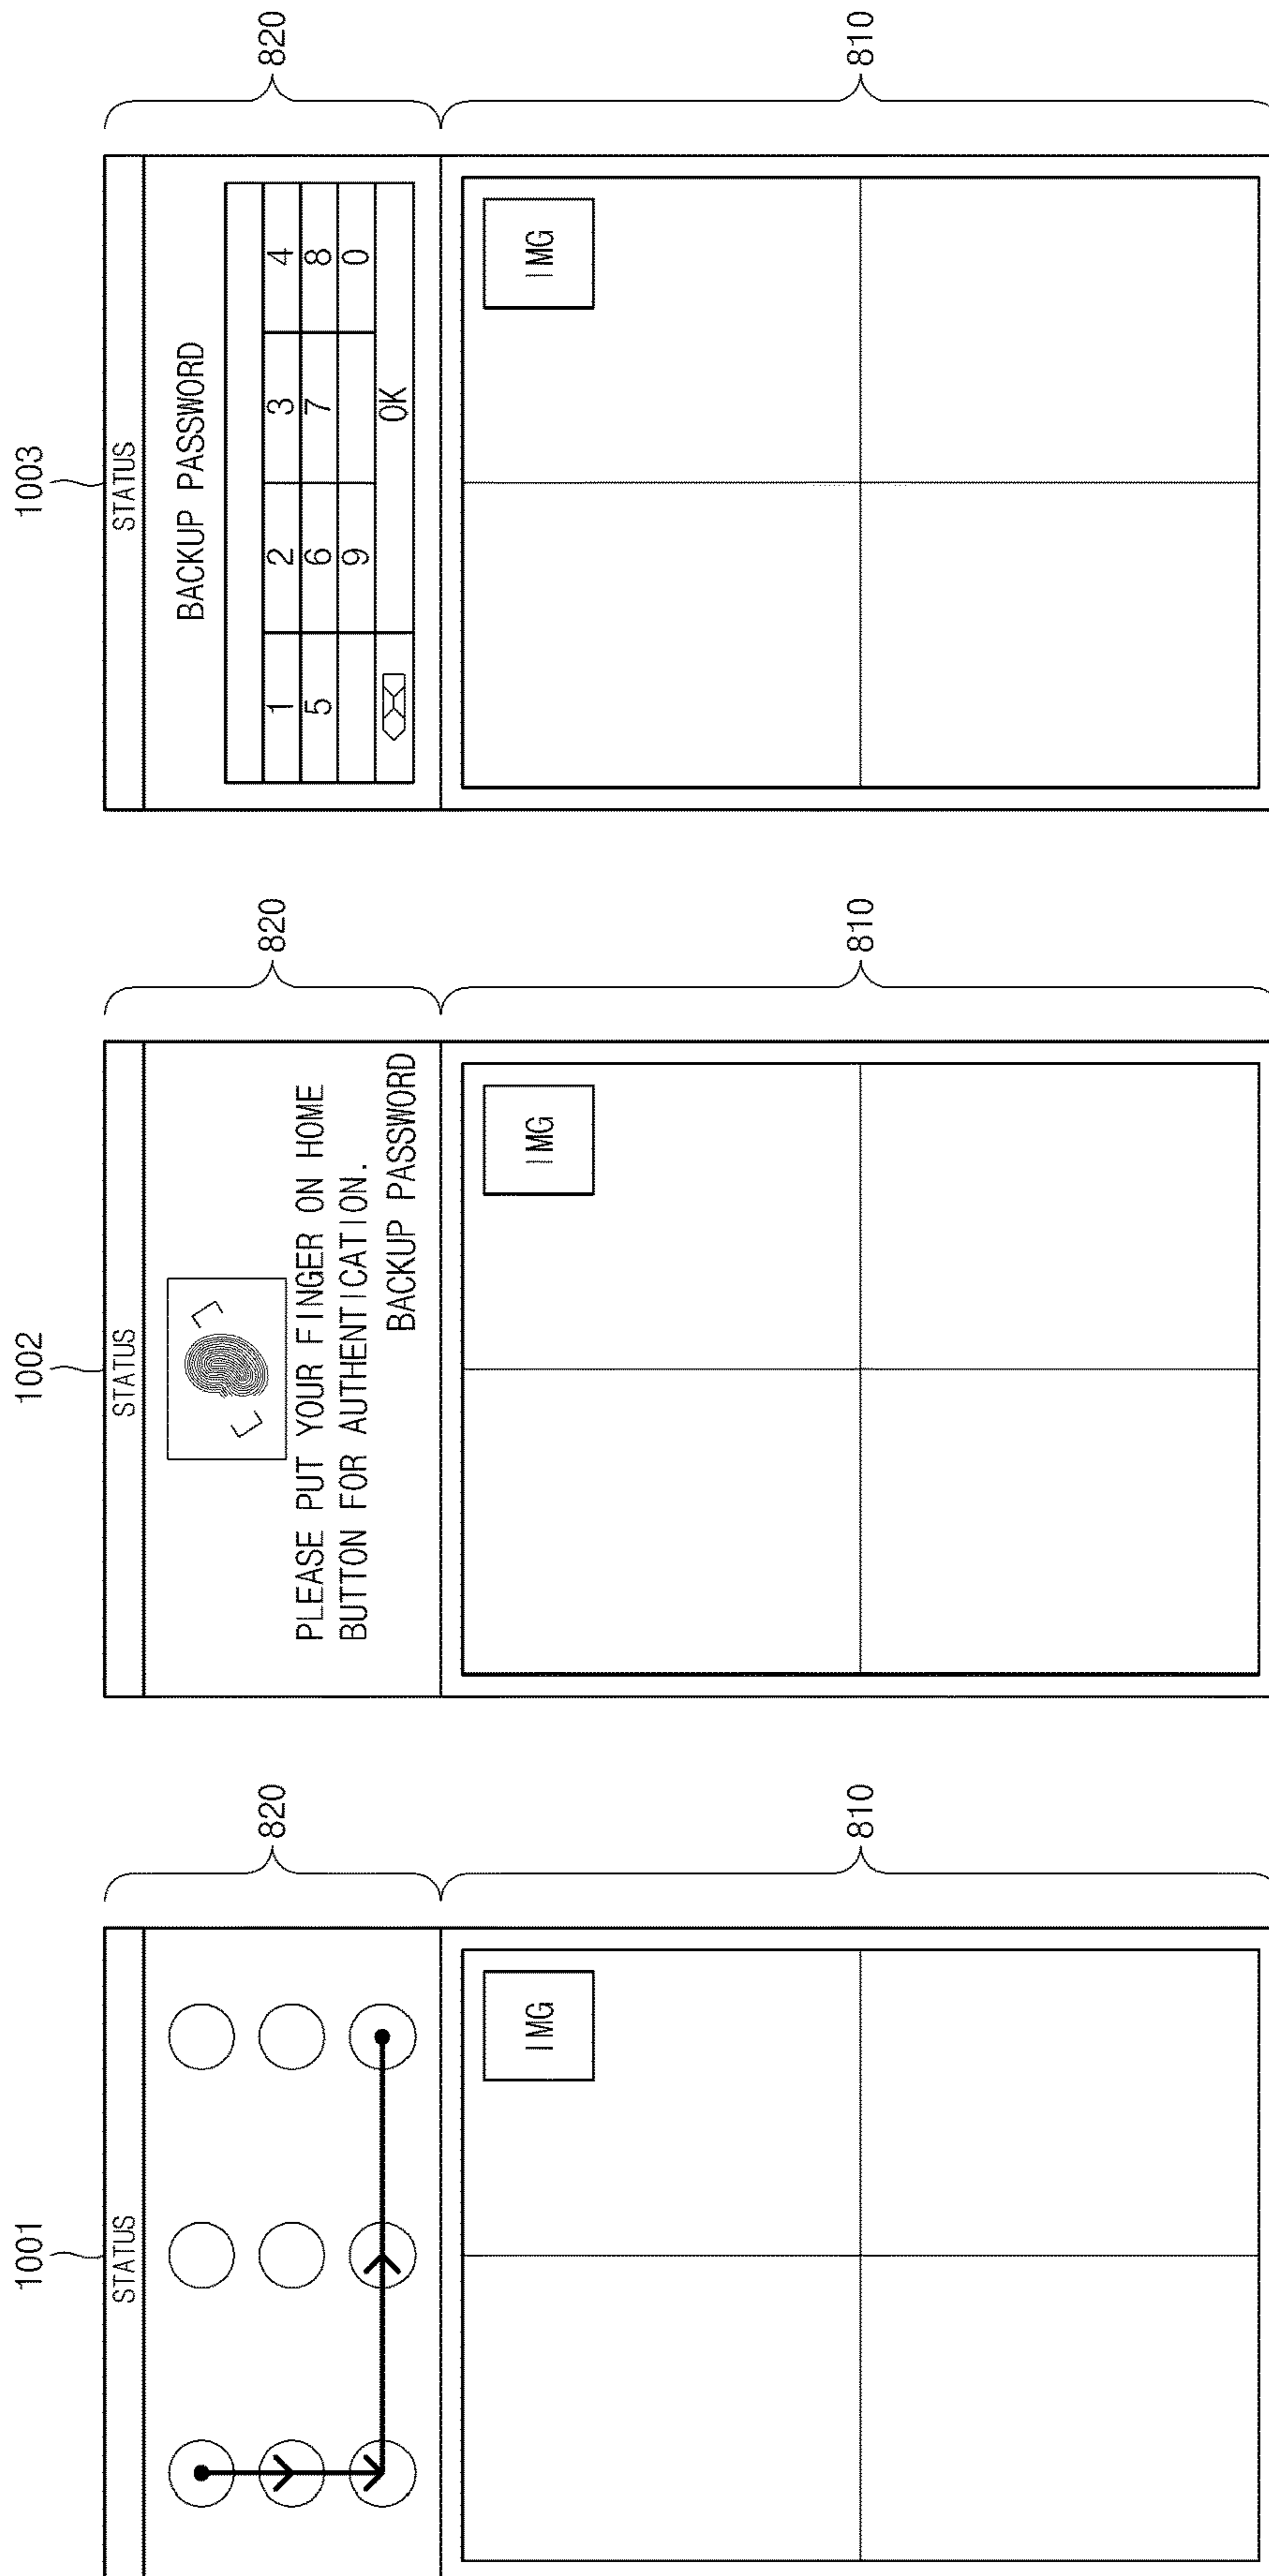 1001
STATUS
820
IMG
810
1002
STATUS
PLEASE PUT YOUR FINGER ON HOME
BUTTON FOR AUTHENTICATION.
BACKUP PASSWORD
820
IMG
810
1003
STATUS
BACKUP PASSWORD
1 2 3 4
5 6 7 8
9 0
OK
820
IMG
810